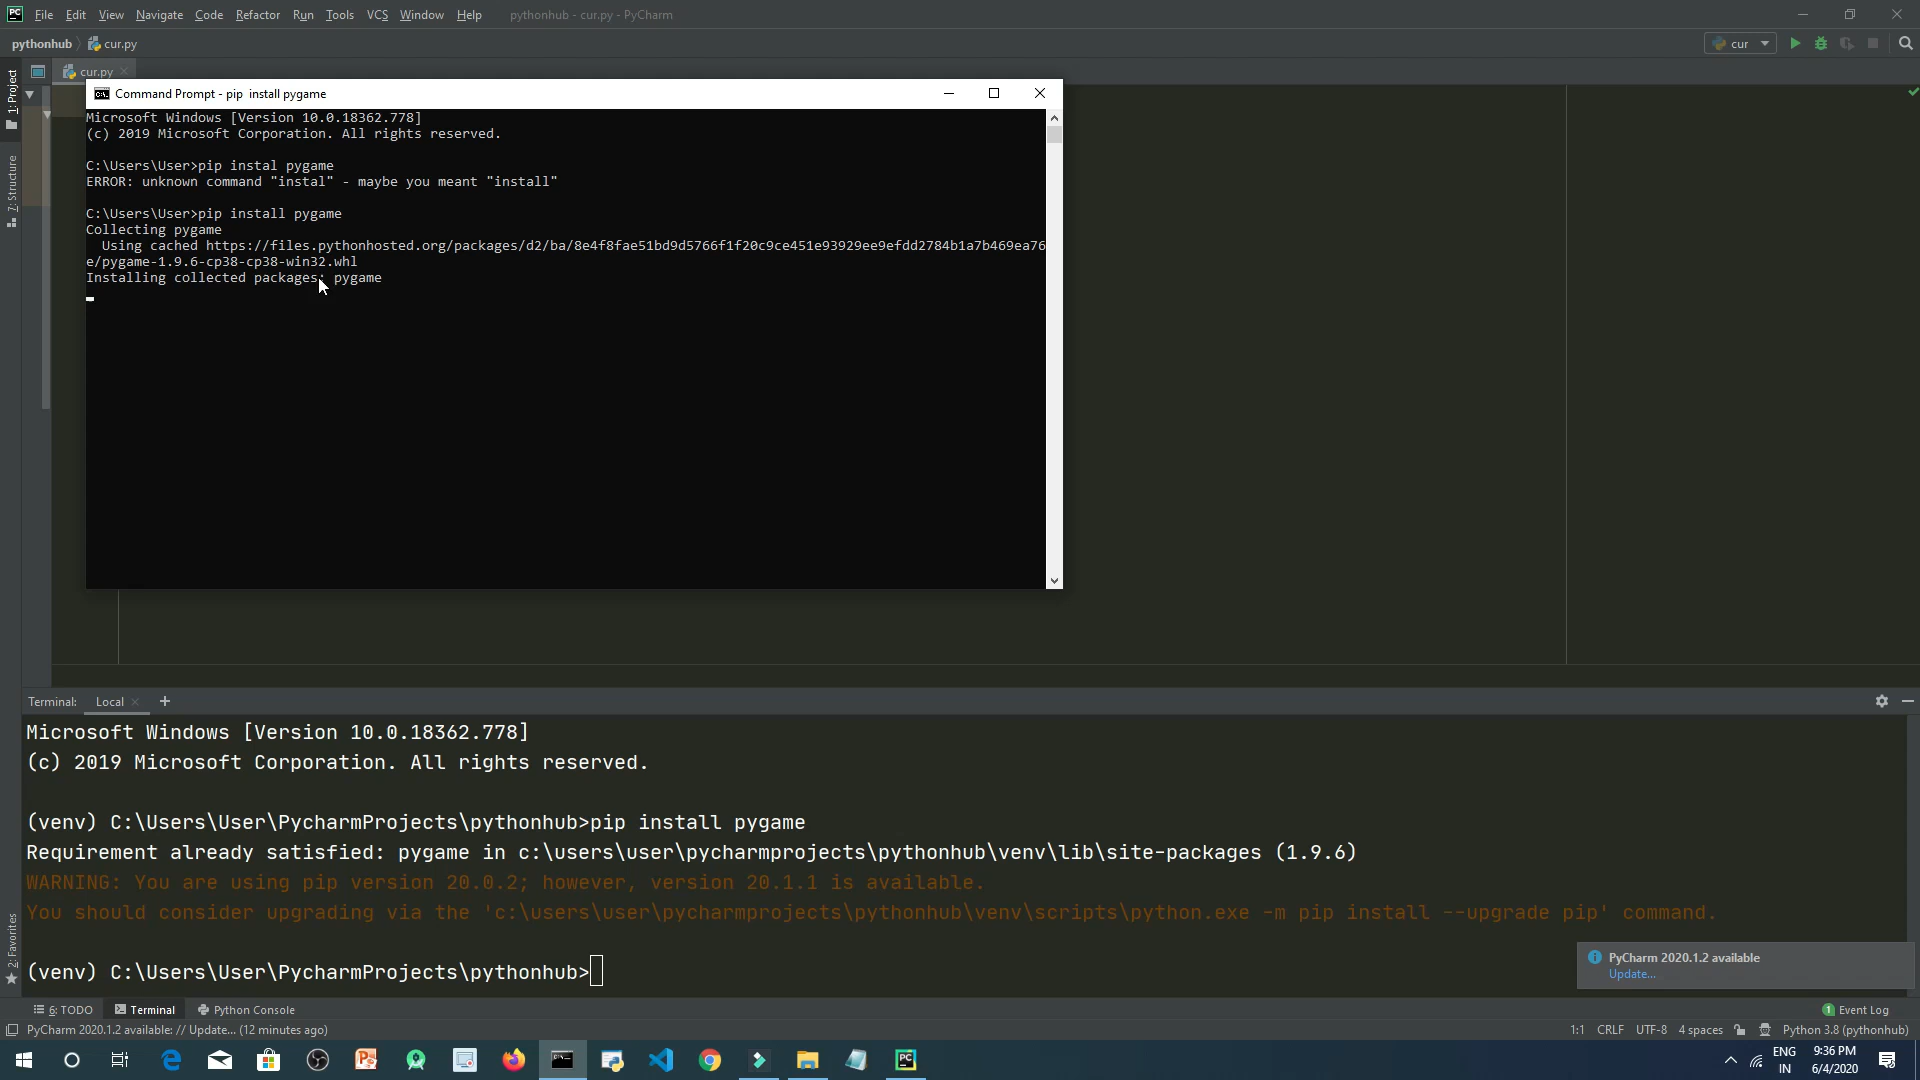 File Edit View Navigate Code Refactor Run Tools VCS Window Help pythonhub - cur.py - PyCharm
pythonhub cur.py cur
cur.py
1: Project
7: Structure
2: Favorites
Command Prompt - pip  install pygame
Microsoft Windows [Version 10.0.18362.778]
(c) 2019 Microsoft Corporation. All rights reserved.
C:\Users\User>pip instal pygame
ERROR: unknown command "instal" - maybe you meant "install"
C:\Users\User>pip install pygame
Collecting pygame
  Using cached https://files.pythonhosted.org/packages/d2/ba/8e4f8fae51bd9d5766f1f20c9ce451e93929ee9efdd2784b1a7b469ea76
e/pygame-1.9.6-cp38-cp38-win32.whl
Installing collected packages: pygame
Terminal: Local
Microsoft Windows [Version 10.0.18362.778]
(c) 2019 Microsoft Corporation. All rights reserved.
(venv) C:\Users\User\PycharmProjects\pythonhub>pip install pygame
Requirement already satisfied: pygame in c:\users\user\pycharmprojects\pythonhub\venv\lib\site-packages (1.9.6)
WARNING: You are using pip version 20.0.2; however, version 20.1.1 is available.
You should consider upgrading via the 'c:\users\user\pycharmprojects\pythonhub\venv\scripts\python.exe -m pip install --upgrade pip' command.
(venv) C:\Users\User\PycharmProjects\pythonhub>
PyCharm 2020.1.2 available
Update...
6: TODO Terminal Python Console 1 Event Log
PyCharm 2020.1.2 available: // Update... (12 minutes ago) 1:1 CRLF UTF-8 4 spaces Python 3.8 (pythonhub)
ENG 9:36 PM
IN 6/4/2020